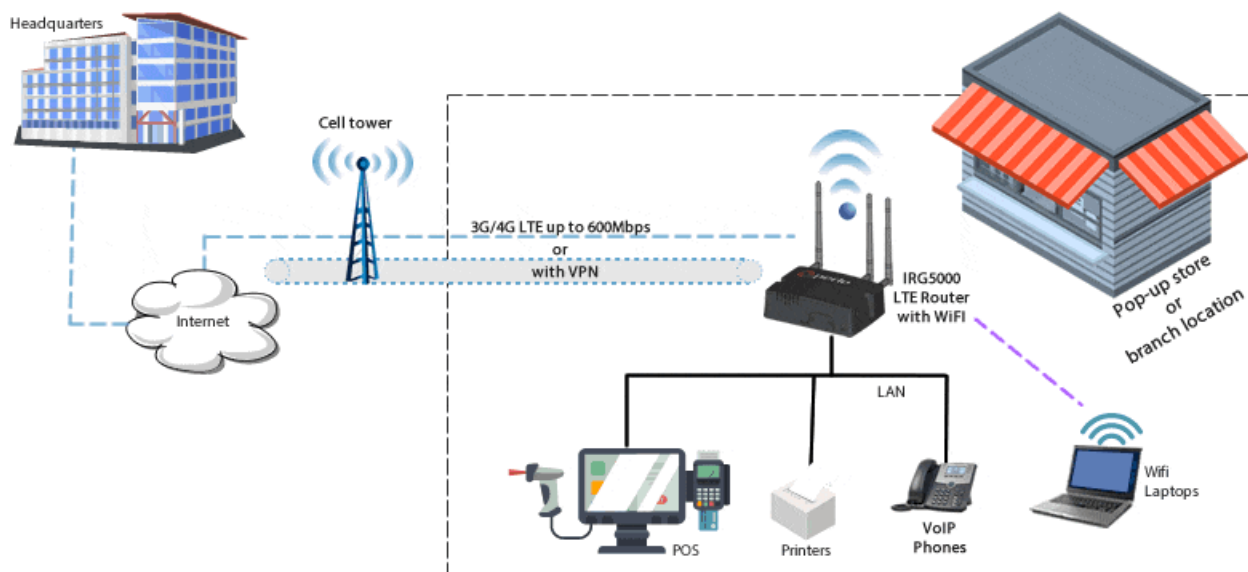 Headquarters
Cell tower
3G/4G LTE up to 600Mbps
or
with VPN
Internet
perle
IRG5000
LTE Router
with WiFI
Pop-up store
or
branch location
LAN
POS
Printers
VoIP
Phones
Wifi
Laptops